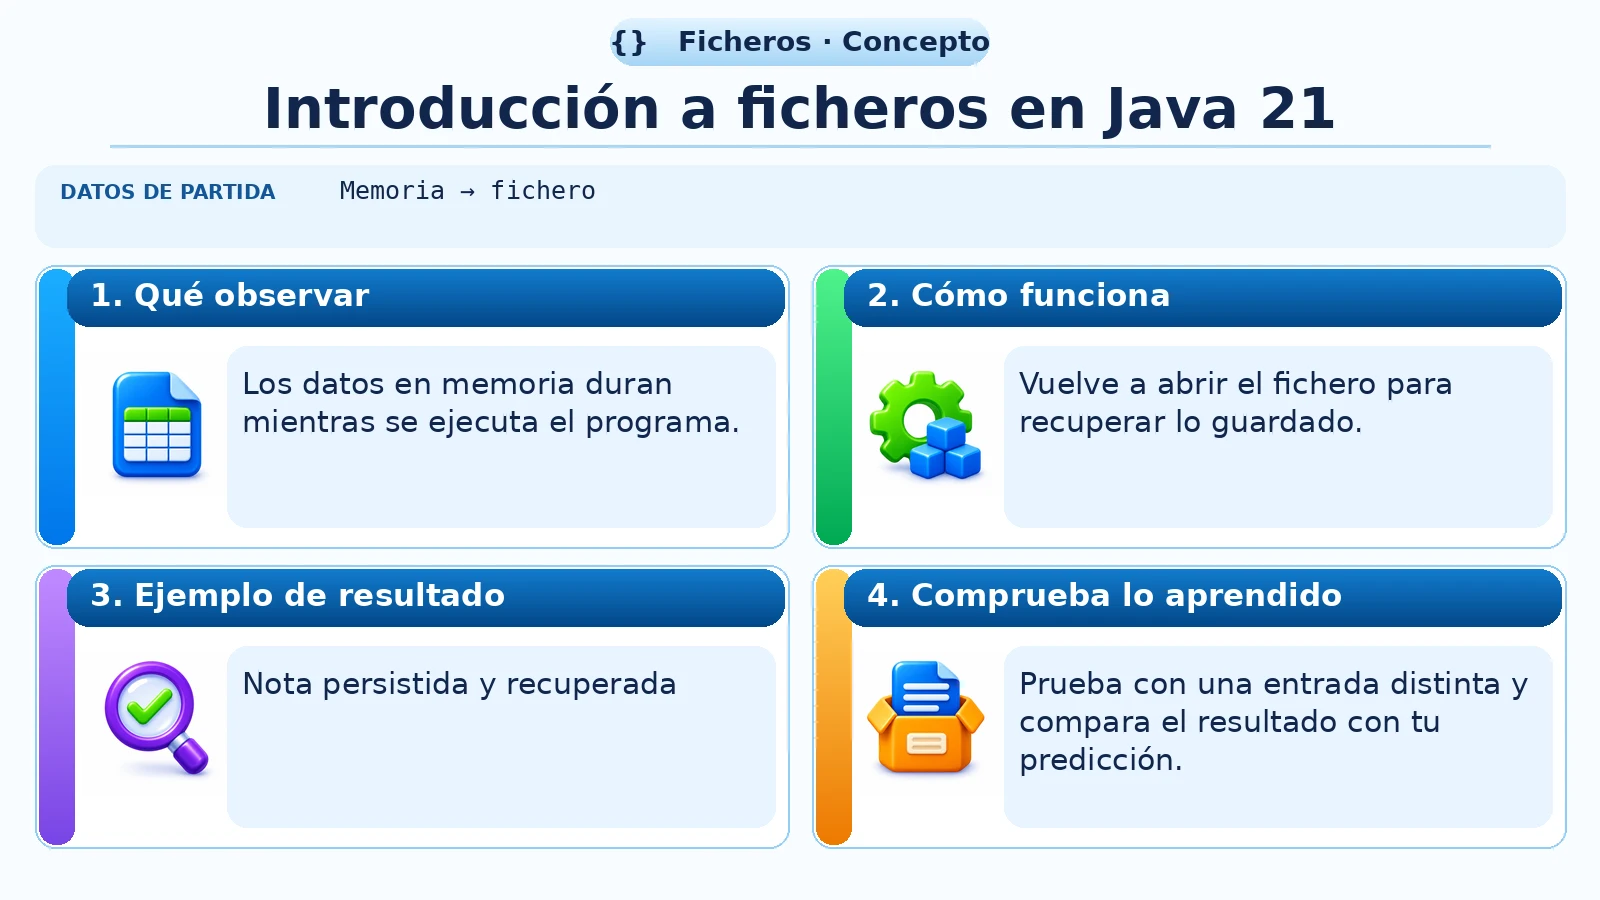 {} Ficheros · Concepto
Introducción a ficheros en Java 21
DATOS DE PARTIDA Memoria → fichero
1. Qué observar
Los datos en memoria duran
mientras se ejecuta el programa.
2. Cómo funciona
Vuelve a abrir el fichero para
recuperar lo guardado.
3. Ejemplo de resultado
Nota persistida y recuperada
4. Comprueba lo aprendido
Prueba con una entrada distinta y
compara el resultado con tu
predicción.